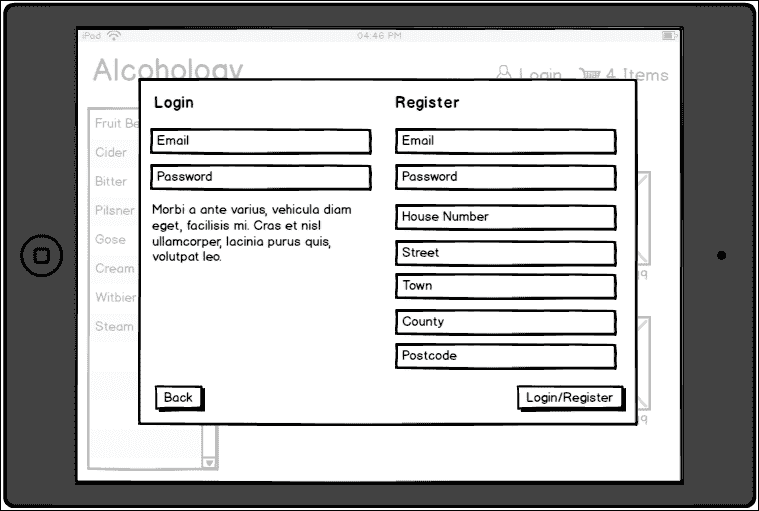 iPad
04:46 PM
Alcohology
Login
4 Items
Fruit Be
Cider
Bitter
Pilsner
Gose
Cream
Witbier
Steam
Login
Email
Password
Morbi a ante varius, vehicula diam
eget, facilisis mi. Cras et nisl
ullamcorper, lacinia purus quis,
volutpat leo.
Back
Register
Email
Password
House Number
Street
Town
County
Postcode
Login/Register